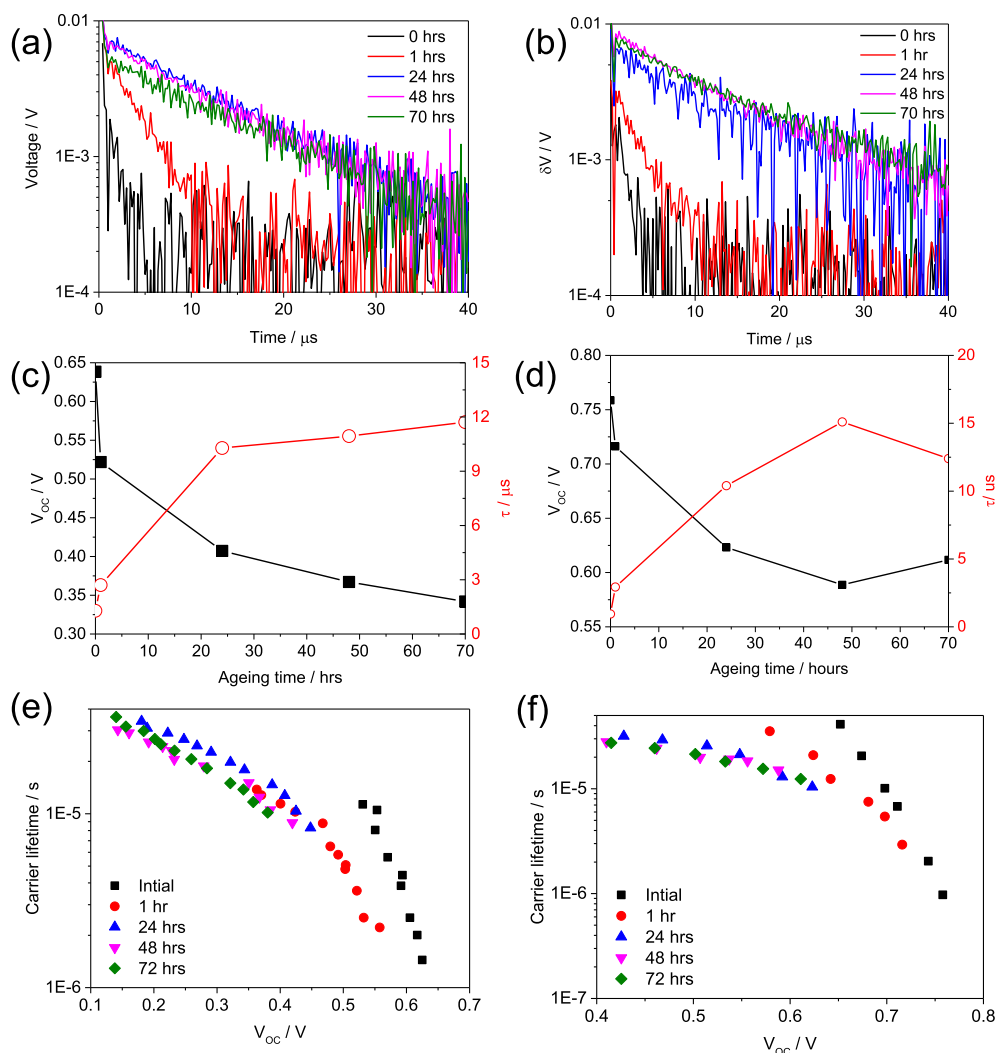 (a)
0.01
1E-3
1E-4
Voltage / V
0 hrs
1 hrs
24 hrs
48 hrs
70 hrs
0 10 20 30 40
Time / μs
(b)
0.01
1E-3
1E-4
δV / V
0 hrs
1 hr
24 hrs
48 hrs
70 hrs
0 10 20 30 40
Time / μs
(c)
0.65
0.60
0.55
0.50
0.45
0.40
0.35
0.30
V_OC / V
15
12
9
6
3
0
τ / μs
0 10 20 30 40 50 60 70
Ageing time / hrs
(d)
0.80
0.75
0.70
0.65
0.60
0.55
V_OC / V
20
15
10
5
0
τ / us
0 10 20 30 40 50 60 70
Ageing time / hours
(e)
1E-5
1E-6
Carrier lifetime / s
Intial
1 hr
24 hrs
48 hrs
72 hrs
0.1 0.2 0.3 0.4 0.5 0.6 0.7
V_OC / V
(f)
1E-5
1E-6
1E-7
Carrier lifetime / s
Intial
1 hr
24 hrs
48 hrs
72 hrs
0.4 0.5 0.6 0.7 0.8
V_OC / V